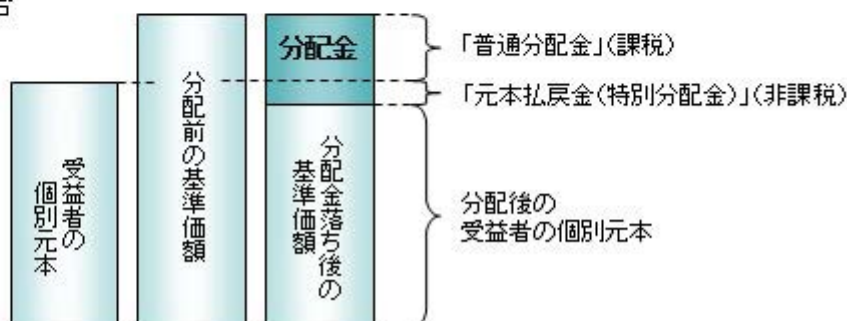 受益者の
個別元本
分配前の基準価額
分配金
分配金落ち後の
基準価額
「普通分配金」(課税)
「元本払戻金(特別分配金)」(非課税)
分配後の
受益者の個別元本